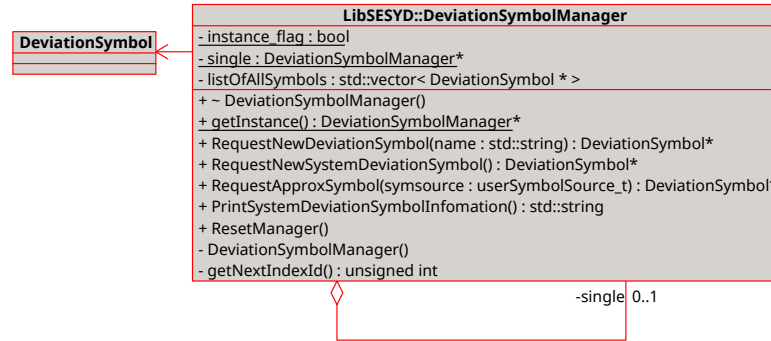 LibSESYD::DeviationSymbolManager
DeviationSymbol
- instance_flag : bool
- single : DeviationSymbolManager*
- listOfAllSymbols : std::vector< DeviationSymbol * >
+ ~ DeviationSymbolManager()
+ getInstance() : DeviationSymbolManager*
+ RequestNewDeviationSymbol(name : std::string) : DeviationSymbol*
+ RequestNewSystemDeviationSymbol() : DeviationSymbol*
+ RequestApproxSymbol(symsource : userSymbolSource_t) : DeviationSymbol*
+ PrintSystemDeviationSymbolInfomation() : std::string
+ ResetManager()
- DeviationSymbolManager()
- getNextIndexId() : unsigned int
-single 0..1